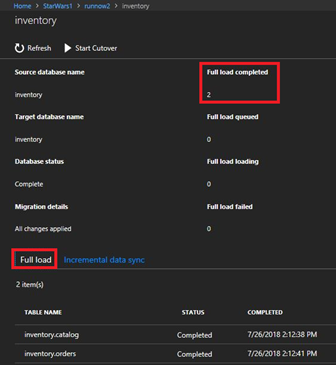 Home > StarWars1 > runnow2 > inventory
inventory
Refresh Start Cutover
Source database name Full load completed
inventory 2
Target database name Full load queued
inventory 0
Database status Full load loading
Complete 0
Migration details Full load failed
All changes applied 0
Full load Incremental data sync
2 item(s)
TABLE NAME STATUS COMPLETED
inventory.catalog Completed 7/26/2018 2:12:38 PM
inventory.orders Completed 7/26/2018 2:12:41 PM